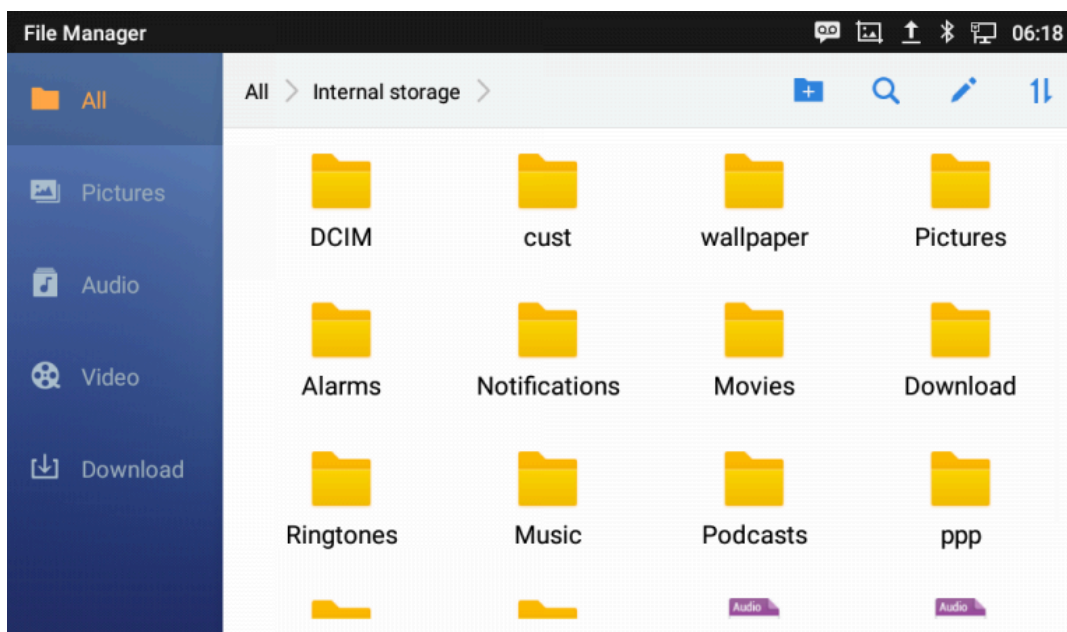 File Manager 06:18
All
Pictures
Audio
Video
Download
All Internal storage
DCIM cust wallpaper Pictures
Alarms Notifications Movies Download
Ringtones Music Podcasts ppp
Audio Audio